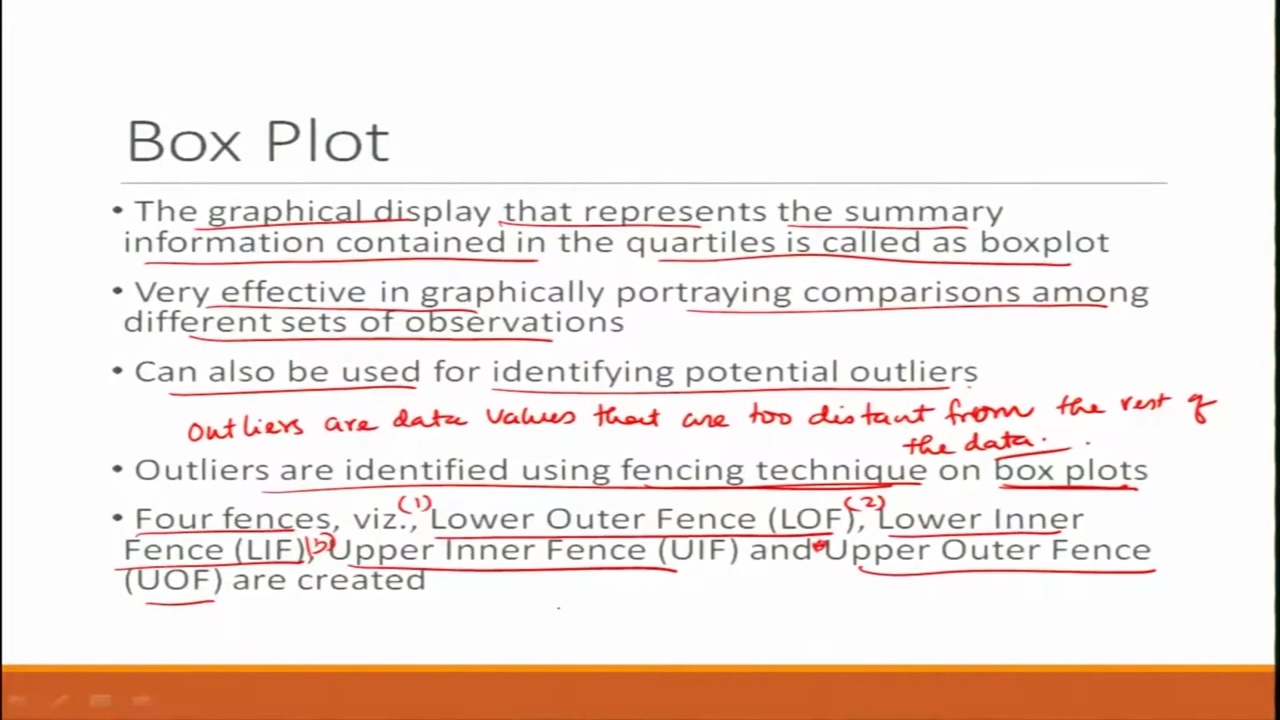 Box Plot
• The graphical display that represents the summary
information contained in the quartiles is called as boxplot
• Very effective in graphically portraying comparisons among
different sets of observations
• Can also be used for identifying potential outliers
outliers are data values that are too distant from the rest of
the data.
• Outliers are identified using fencing technique on box plots
(1) (2)
• Four fences, viz., Lower Outer Fence (LOF), Lower Inner
Fence (LIF), (3) Upper Inner Fence (UIF) and Upper Outer Fence
(UOF) are created